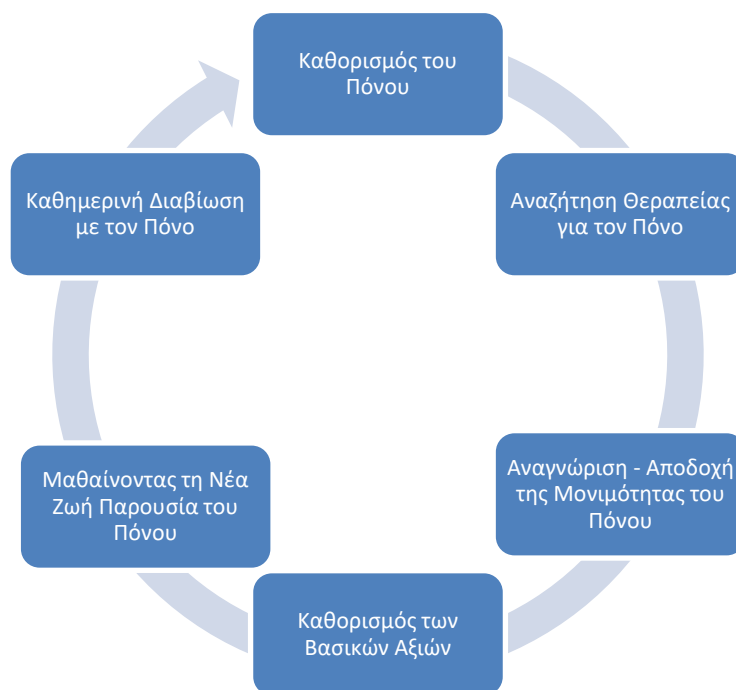 Καθορισμός του
Πόνου
Αναζήτηση Θεραπείας
για τον Πόνο
Αναγνώριση - Αποδοχή
της Μονιμότητας του
Πόνου
Καθορισμός των
Βασικών Αξιών
Μαθαίνοντας τη Νέα
Ζωή Παρουσία του
Πόνου
Καθημερινή Διαβίωση
με τον Πόνο